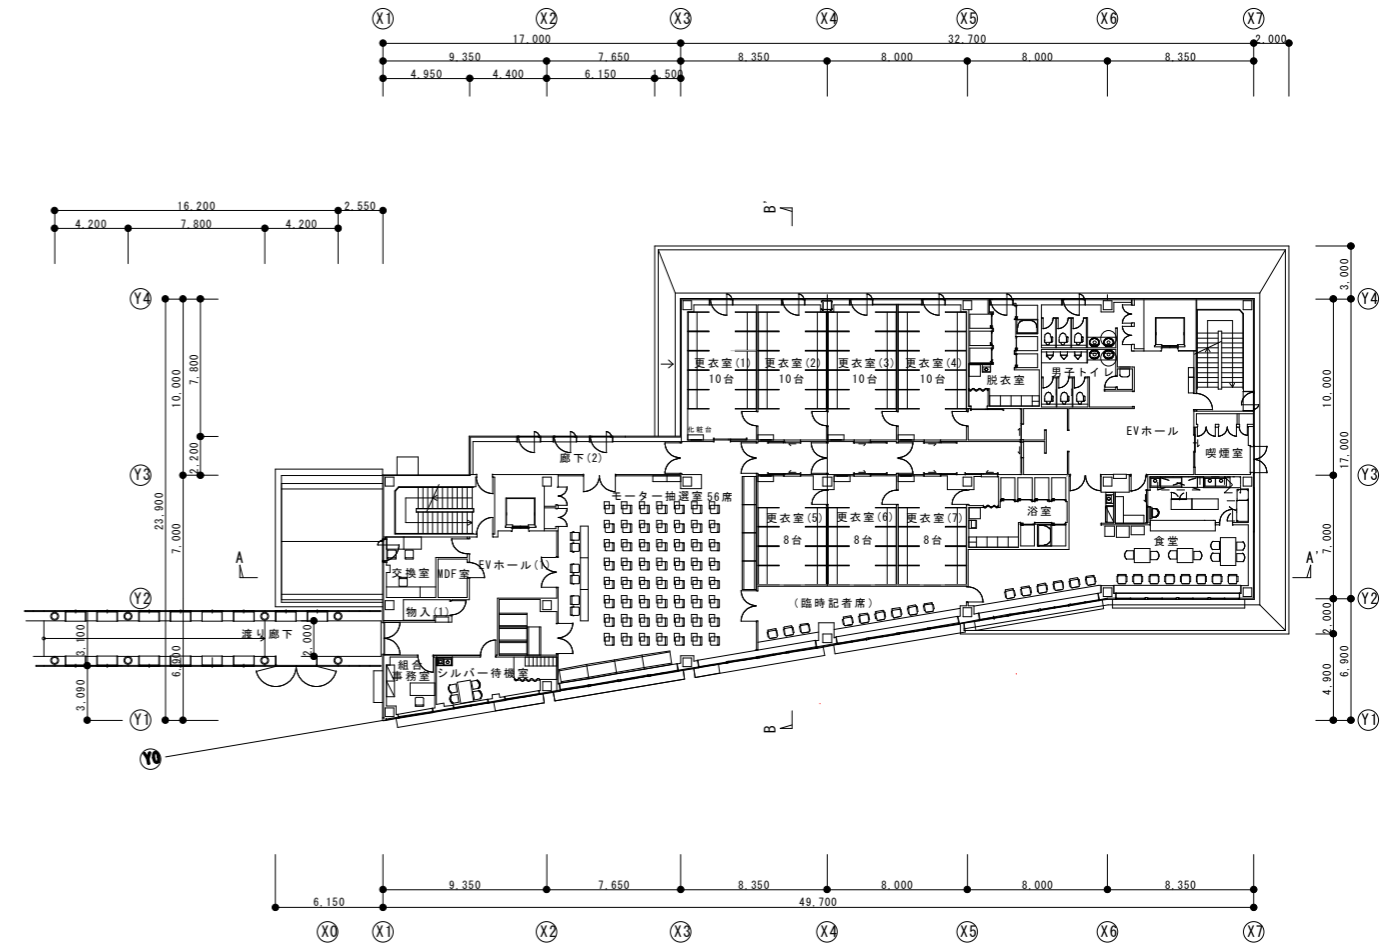 X1 X2 X3 X4 X5 X6 X7
17,000 32,700 2,000
9,350 7,650 8,350 8,000 8,000 8,350
4,950 4,400 6,150 1,500
16,200 2,550
4,200 7,800 4,200
B'
Y4
Y3
Y2
Y1
Y0
23,900
10,000
7,000
6,900
7,800
2,200
3,100
3,090
2,000
A
更衣室(1)
10台
更衣室(2)
10台
更衣室(3)
10台
更衣室(4)
10台
化粧台
脱衣室
男子トイレ
EVホール
喫煙室
廊下(2)
モーター抽選室 56席
更衣室(5)
8台
更衣室(6)
8台
更衣室(7)
8台
浴室
食堂
(臨時記者席)
EVホール(1)
交換室
MDF室
物入(1)
渡り廊下
組合
事務室
シルバー待機室
3,000
10,000
17,000
7,000
2,000
4,900
6,900
Y4
Y3
Y2
Y1
A'
B
9,350 7,650 8,350 8,000 8,000 8,350
6,150 49,700
X0 X1 X2 X3 X4 X5 X6 X7